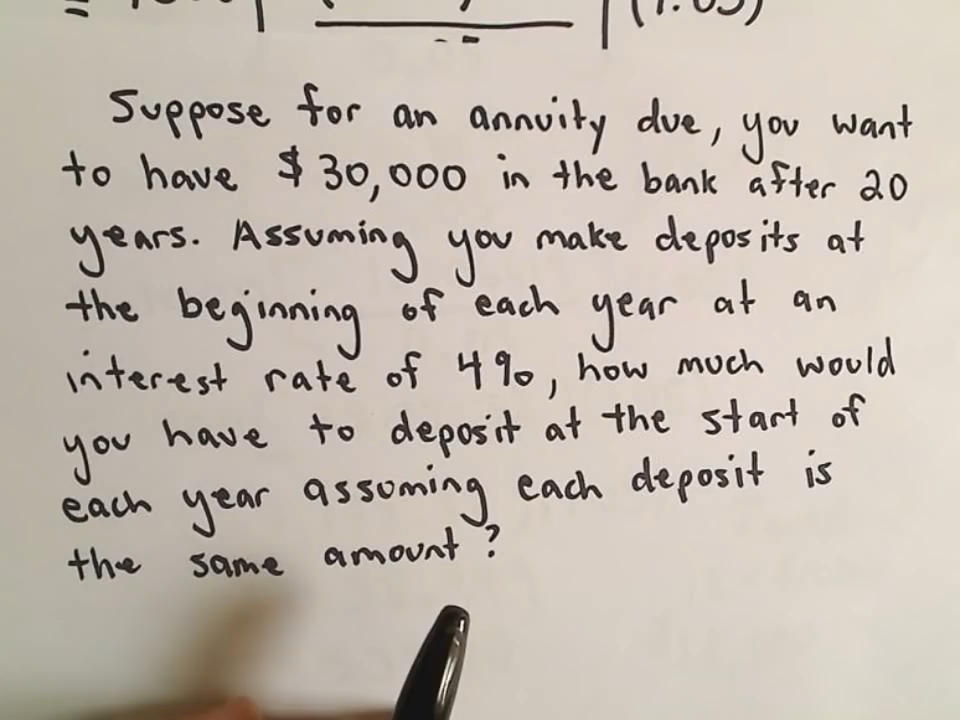 Suppose for an annuity due, you want
to have $30,000 in the bank after 20
years. Assuming you make deposits at
the beginning of each year at an
interest rate of 4%, how much would
you have to deposit at the start of
each year assuming each deposit is
the same amount?